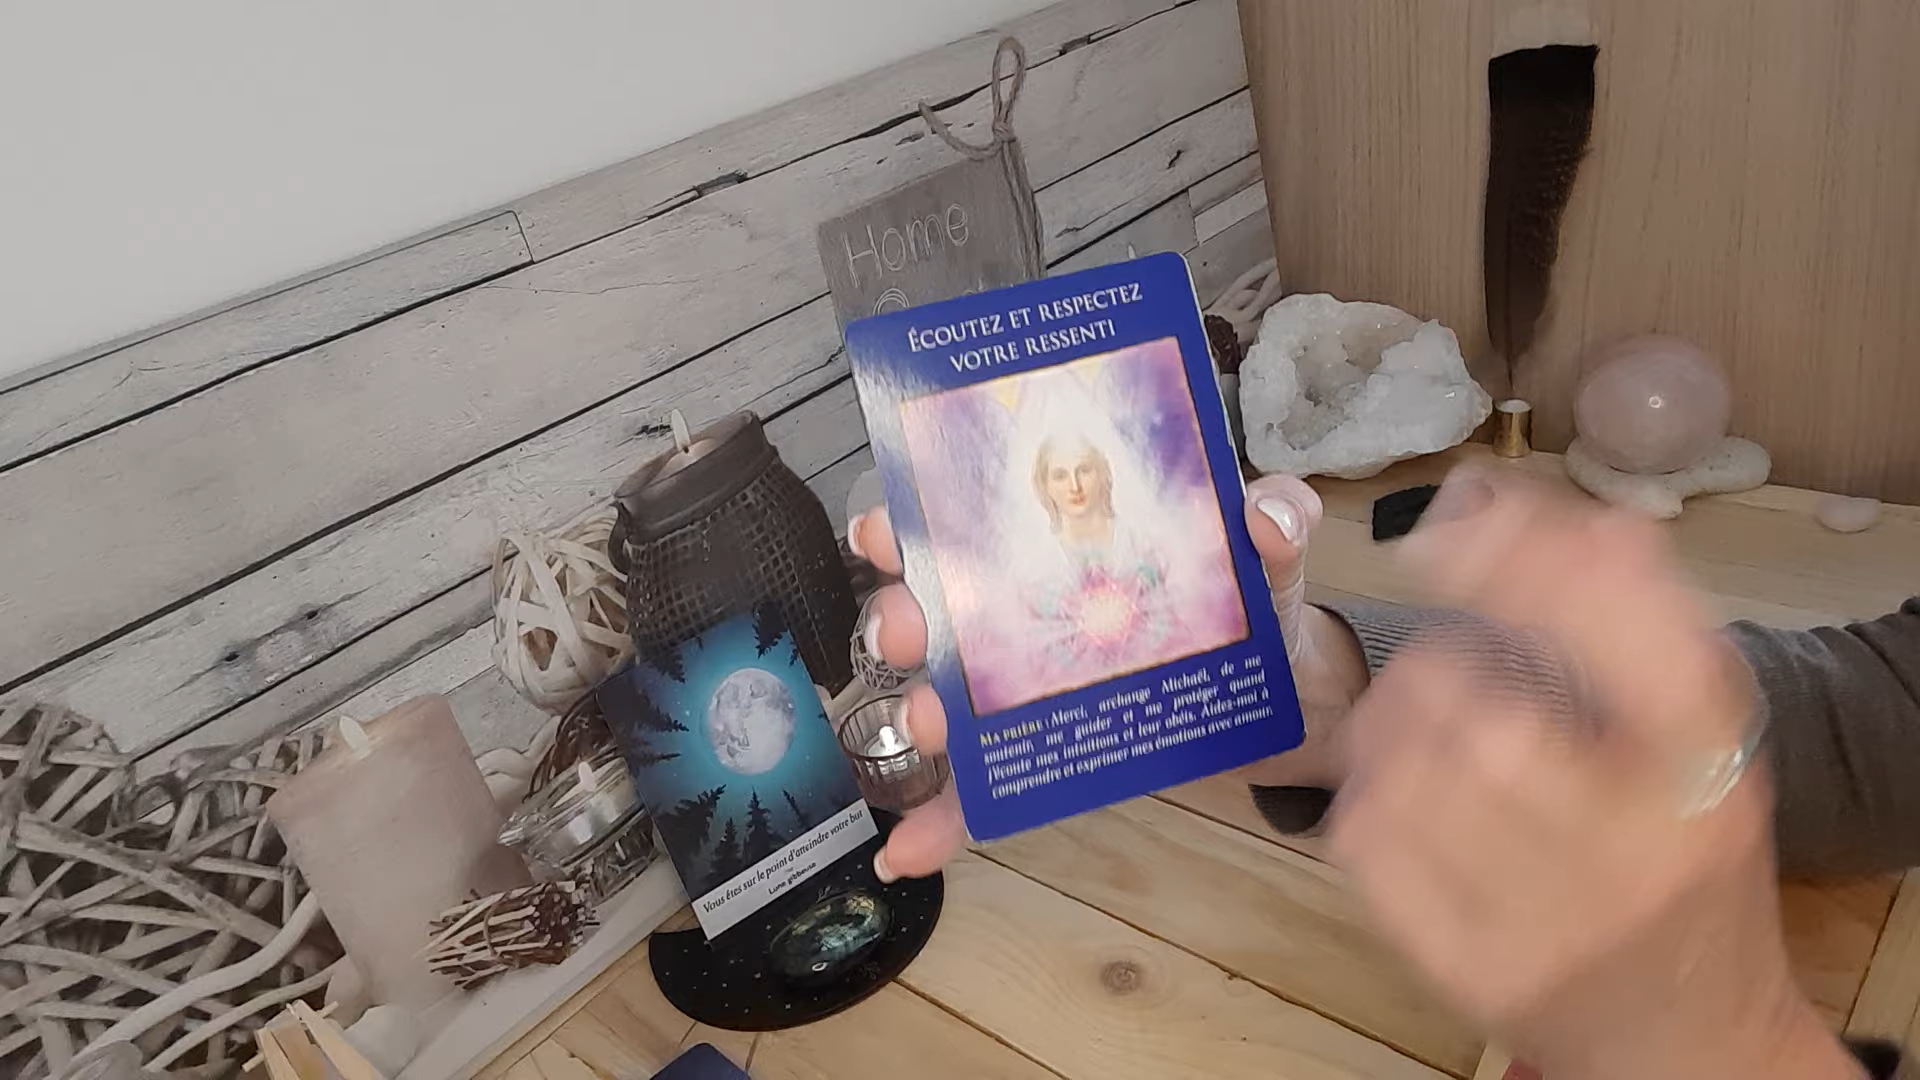 Home
ÉCOUTEZ ET RESPECTEZ
VOTRE RESSENTI
MA PRIÈRE : Merci, archange Michaël, de me
soutenir, me guider et me protéger quand
j'écoute mes intuitions et leur obéis. Aidez-moi à
comprendre et exprimer mes émotions avec amour.
Vous êtes sur le point d'atteindre votre but
Lune gibbeuse